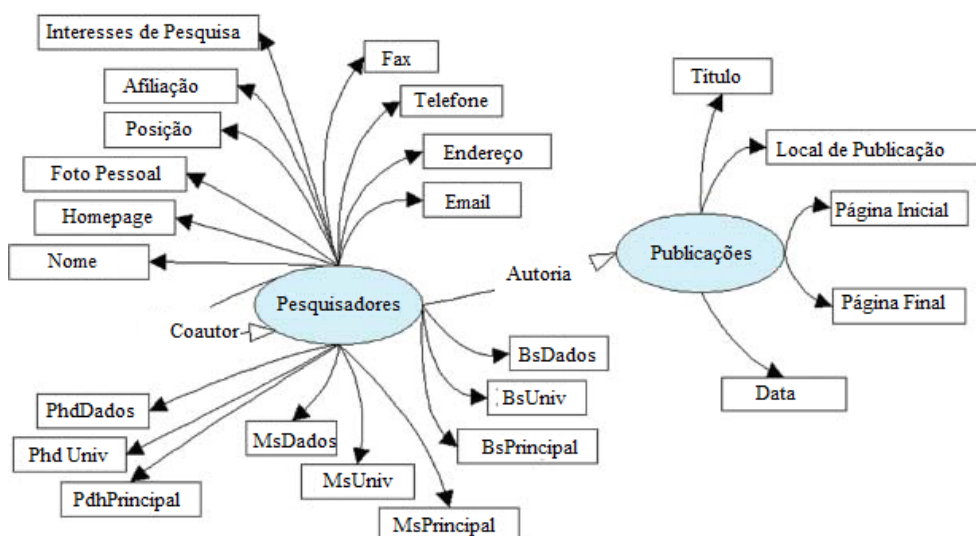 Interesses de Pesquisa
Fax
Titulo
Afiliação
Telefone
Posição
Endereço
Local de Publicação
Foto Pessoal
Email
Página Inicial
Homepage
Nome
Publicações
Autoria
Pesquisadores
Página Final
Coautor
BsDados
BsUniv
Data
PhdDados
MsDados
BsPrincipal
Phd Univ
MsUniv
PdhPrincipal
MsPrincipal